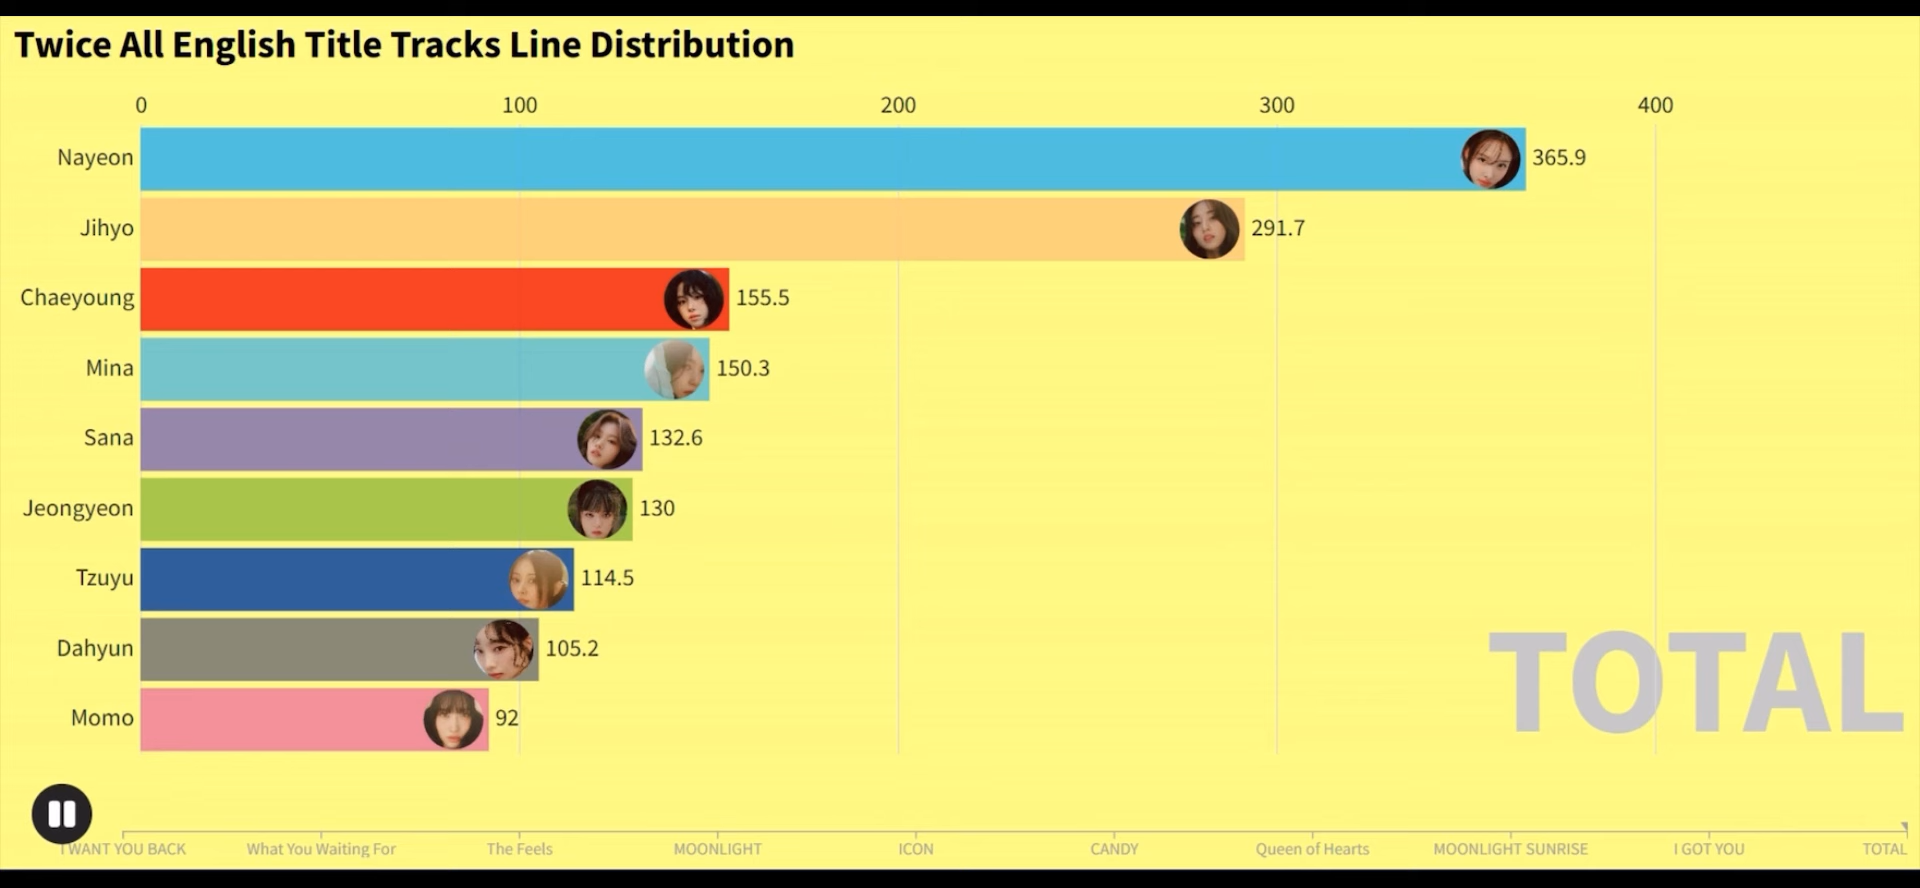 Twice All English Title Tracks Line Distribution
0 100 200 300 400
Nayeon 365.9
Jihyo 291.7
Chaeyoung 155.5
Mina 150.3
Sana 132.6
Jeongyeon 130
Tzuyu 114.5
Dahyun 105.2
Momo 92
TOTAL
I WANT YOU BACK What You Waiting For The Feels MOONLIGHT ICON CANDY Queen of Hearts MOONLIGHT SUNRISE I GOT YOU TOTAL